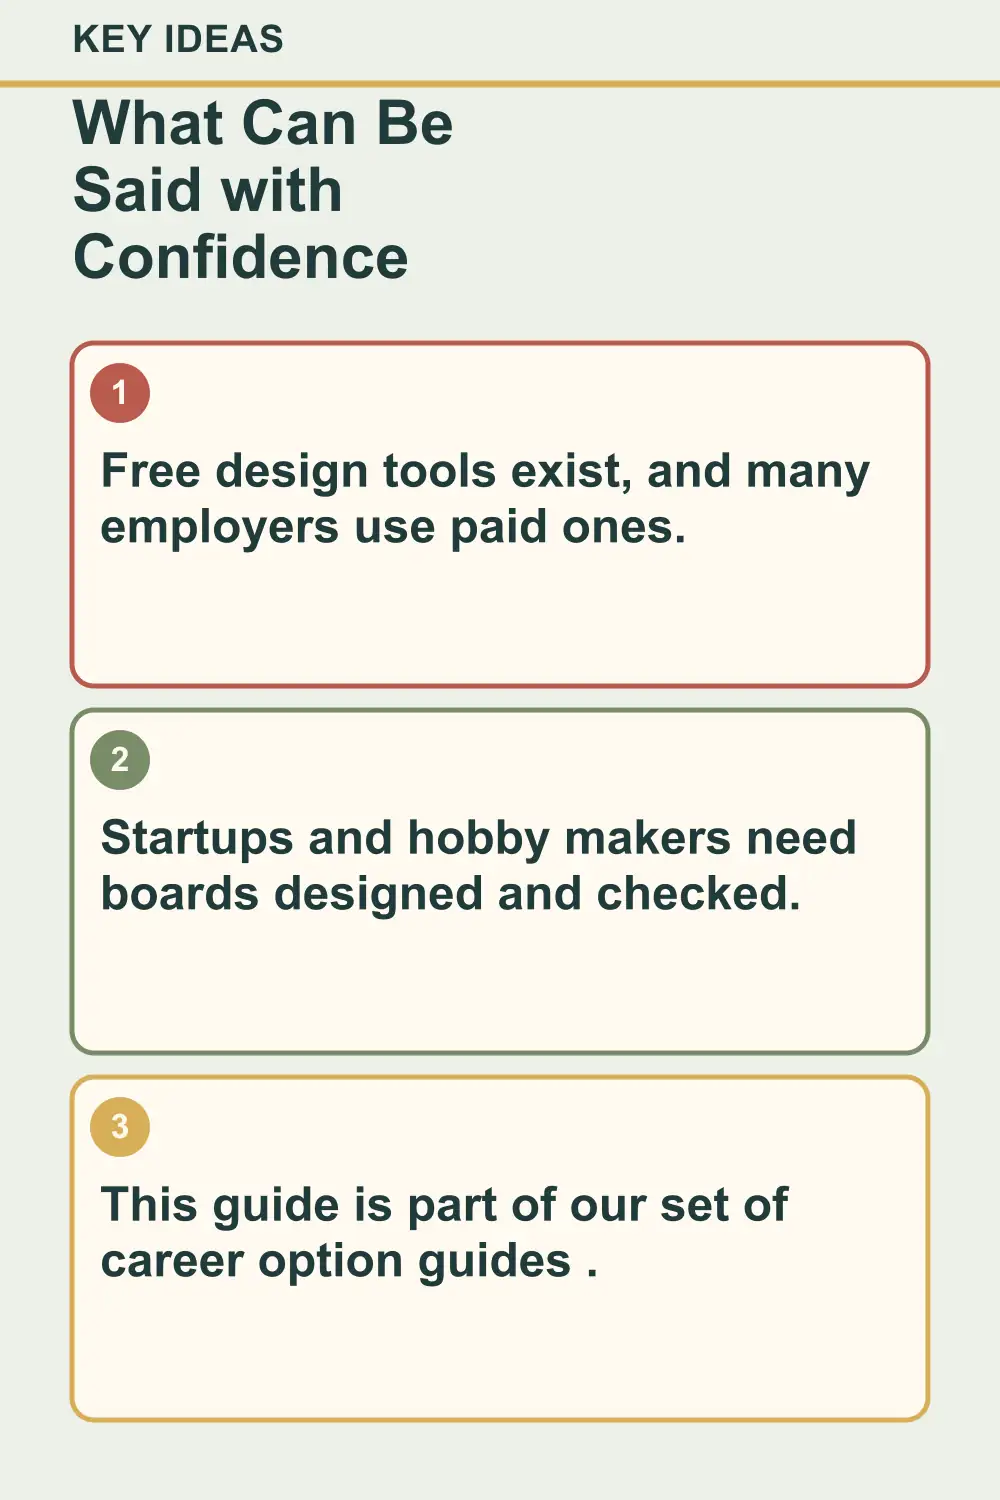 KEY IDEAS
What Can Be
Said with
Confidence
1
Free design tools exist, and many
employers use paid ones.
2
Startups and hobby makers need
boards designed and checked.
3
This guide is part of our set of
career option guides .